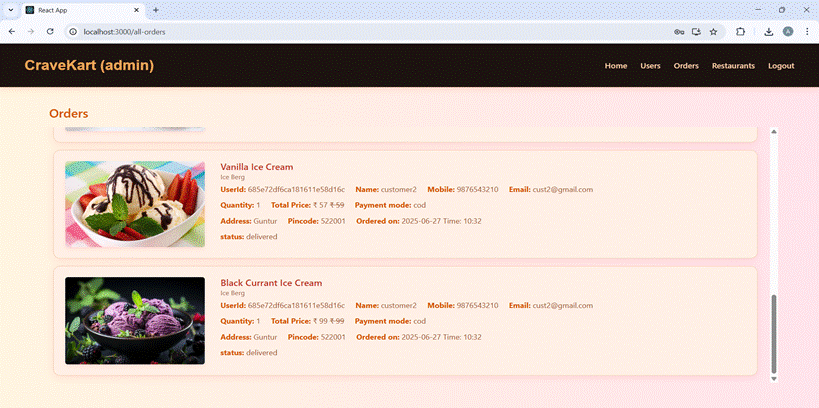 React App
localhost:3000/all-orders
A
CraveKart (admin)
Home Users Orders Restaurants Logout
Orders
Vanilla Ice Cream
Ice Berg
UserId: 685e72df6ca181611e58d16c Name: customer2 Mobile: 9876543210 Email: cust2@gmail.com
Quantity: 1 Total Price: ₹ 57 ₹ 59 Payment mode: cod
Address: Guntur Pincode: 522001 Ordered on: 2025-06-27 Time: 10:32
status: delivered
Black Currant Ice Cream
Ice Berg
UserId: 685e72df6ca181611e58d16c Name: customer2 Mobile: 9876543210 Email: cust2@gmail.com
Quantity: 1 Total Price: ₹ 99 ₹ 99 Payment mode: cod
Address: Guntur Pincode: 522001 Ordered on: 2025-06-27 Time: 10:32
status: delivered